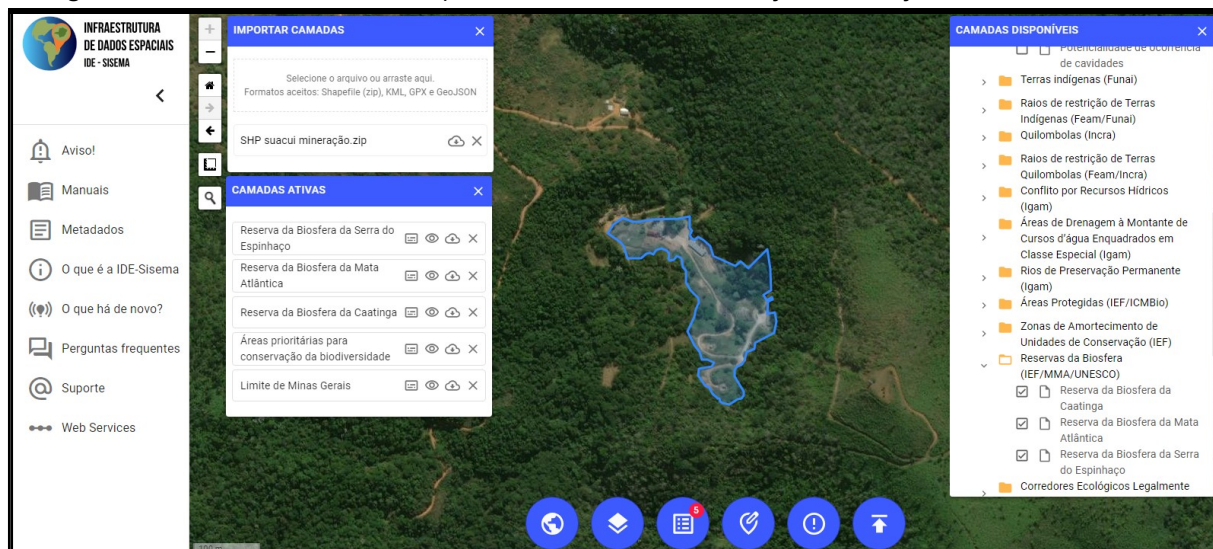 INFRAESTRUTURA
DE DADOS ESPACIAIS
IDE - SISEMA
Aviso!
Manuais
Metadados
O que é a IDE-Sisema
O que há de novo?
Perguntas frequentes
Suporte
Web Services
IMPORTAR CAMADAS
Selecione o arquivo ou arraste aqui.
Formatos aceitos: Shapefile (zip), KML, GPX e GeoJSON
SHP suacui mineração.zip
CAMADAS ATIVAS
Reserva da Biosfera da Serra do
Espinhaço
Reserva da Biosfera da Mata
Atlântica
Reserva da Biosfera da Caatinga
Áreas prioritárias para
conservação da biodiversidade
Limite de Minas Gerais
5
CAMADAS DISPONÍVEIS
Potencialidade de ocorrência
de cavidades
Terras indígenas (Funai)
Raios de restrição de Terras
Indígenas (Feam/Funai)
Quilombolas (Incra)
Raios de restrição de Terras
Quilombolas (Feam/Incra)
Conflito por Recursos Hídricos
(Igam)
Áreas de Drenagem à Montante de
Cursos d'água Enquadrados em
Classe Especial (Igam)
Rios de Preservação Permanente
(Igam)
Áreas Protegidas (IEF/ICMBio)
Zonas de Amortecimento de
Unidades de Conservação (IEF)
Reservas da Biosfera
(IEF/MMA/UNESCO)
Reserva da Biosfera da
Caatinga
Reserva da Biosfera da Mata
Atlântica
Reserva da Biosfera da Serra
do Espinhaço
Corredores Ecológicos Legalmente